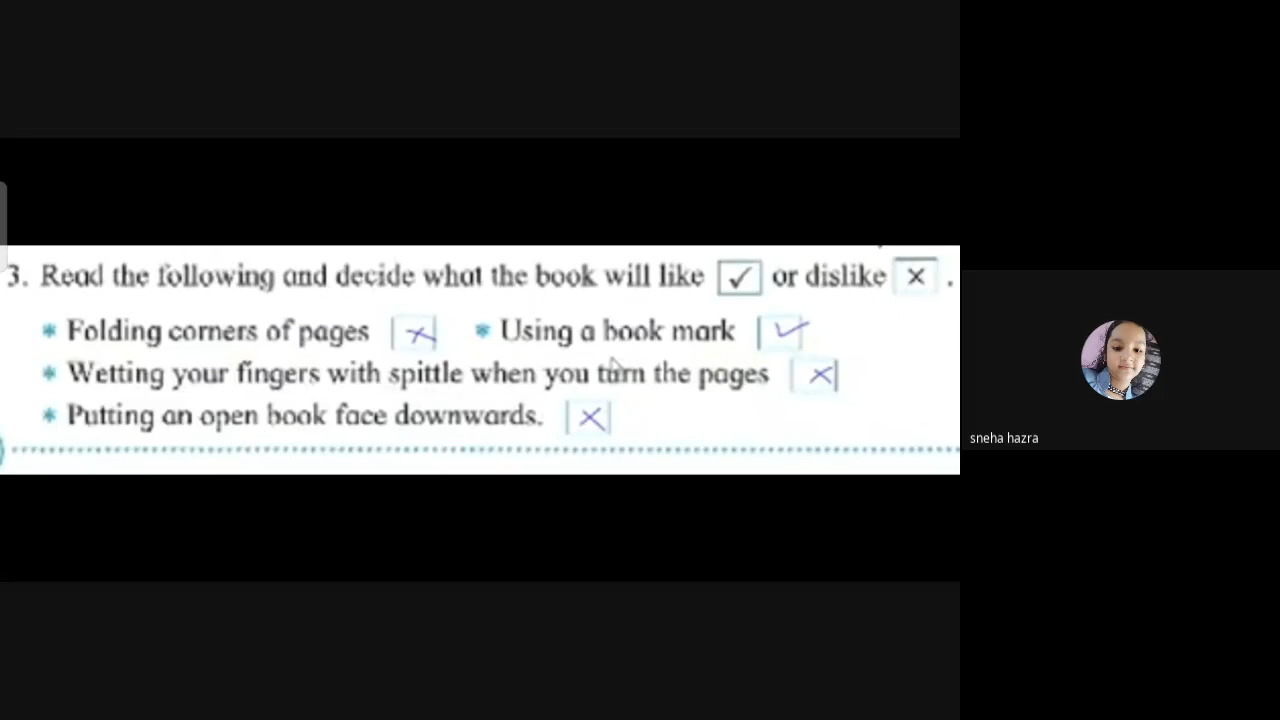 3. Read the following and decide what the book will like ✓ or dislike ✕ .
* Folding corners of pages ✕ * Using a book mark ✓
* Wetting your fingers with spittle when you turn the pages ✕
* Putting an open book face downwards. ✕
sneha hazra